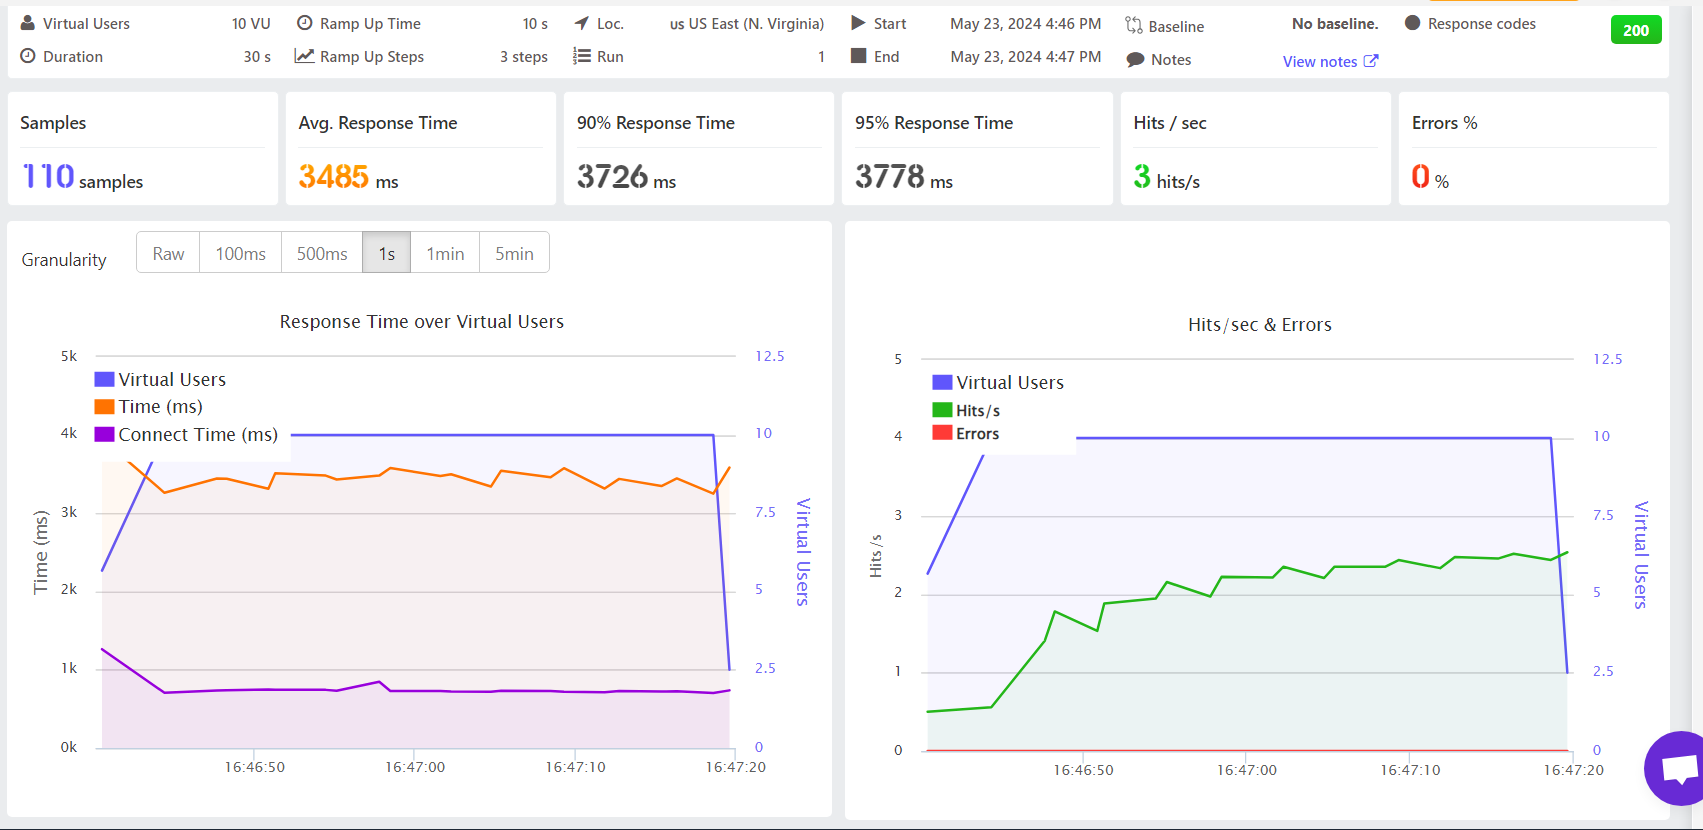 Virtual Users 10 VU Ramp Up Time 10 s Loc. us US East (N. Virginia) Start May 23, 2024 4:46 PM Baseline No baseline. Response codes 200
Duration 30 s Ramp Up Steps 3 steps Run 1 End May 23, 2024 4:47 PM Notes View notes
Samples Avg. Response Time 90% Response Time 95% Response Time Hits / sec Errors %
110 samples 3485 ms 3726 ms 3778 ms 3 hits/s 0 %
Granularity Raw 100ms 500ms 1s 1min 5min
Response Time over Virtual Users
5k 12.5
Virtual Users
Time (ms)
4k Connect Time (ms) 10
3k 7.5
2k 5
1k 2.5
0k 0
Time (ms)
Virtual Users
16:46:50 16:47:00 16:47:10 16:47:20
Hits/sec & Errors
5 12.5
Virtual Users
Hits/s
4 Errors 10
3 7.5
2 5
1 2.5
0 0
Hits /s
Virtual Users
16:46:50 16:47:00 16:47:10 16:47:20